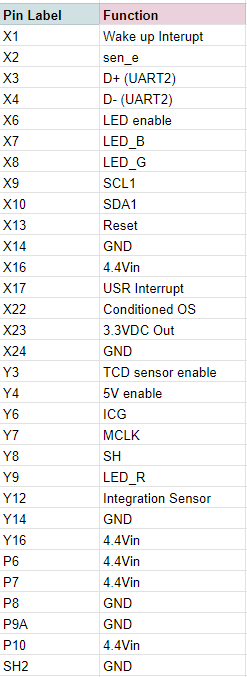 Pin Label Function
X1 Wake up Interupt
X2 sen_e
X3 D+ (UART2)
X4 D- (UART2)
X6 LED enable
X7 LED_B
X8 LED_G
X9 SCL1
X10 SDA1
X13 Reset
X14 GND
X16 4.4Vin
X17 USR Interrupt
X22 Conditioned OS
X23 3.3VDC Out
X24 GND
Y3 TCD sensor enable
Y4 5V enable
Y6 ICG
Y7 MCLK
Y8 SH
Y9 LED_R
Y12 Integration Sensor
Y14 GND
Y16 4.4Vin
P6 4.4Vin
P7 4.4Vin
P8 GND
P9A GND
P10 4.4Vin
SH2 GND